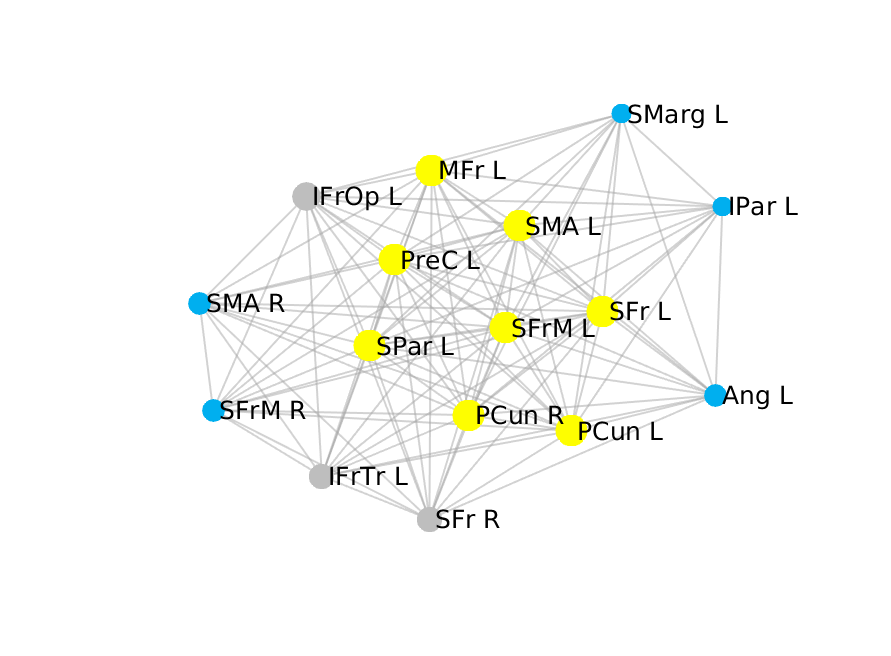 SMarg L
MFr L
IFrOp L
IPar L
SMA L
PreC L
SMA R
SFr L
SFrM L
SPar L
Ang L
SFrM R
PCun R
PCun L
IFrTr L
SFr R